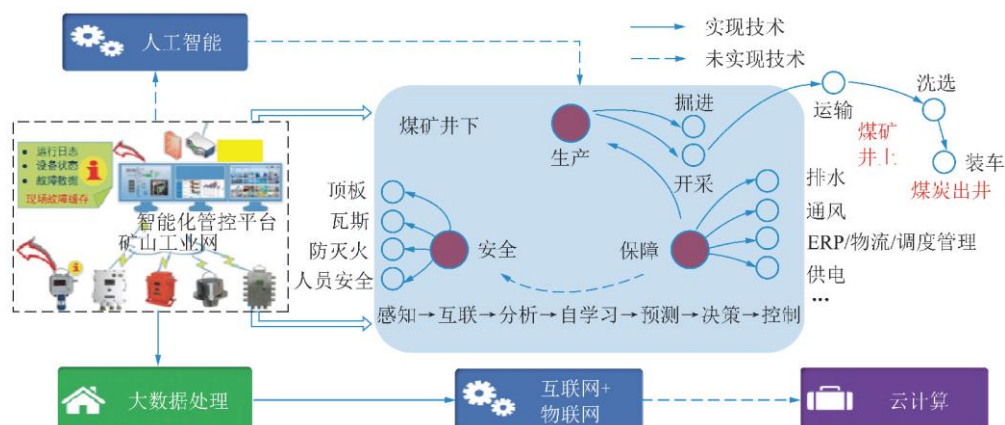 人工智能
实现技术
未实现技术
运行日志
设备状态
故障数据
现场故障缓存
智能化管控平台
矿山工业网
煤矿井下
生产
掘进
开采
运输
洗选
装车
煤矿
井上
煤炭出井
顶板
瓦斯
防灭火
人员安全
安全
保障
排水
通风
ERP/物流/调度管理
供电
...
感知→互联→分析→自学习→预测→决策→控制
大数据处理
互联网+
物联网
云计算